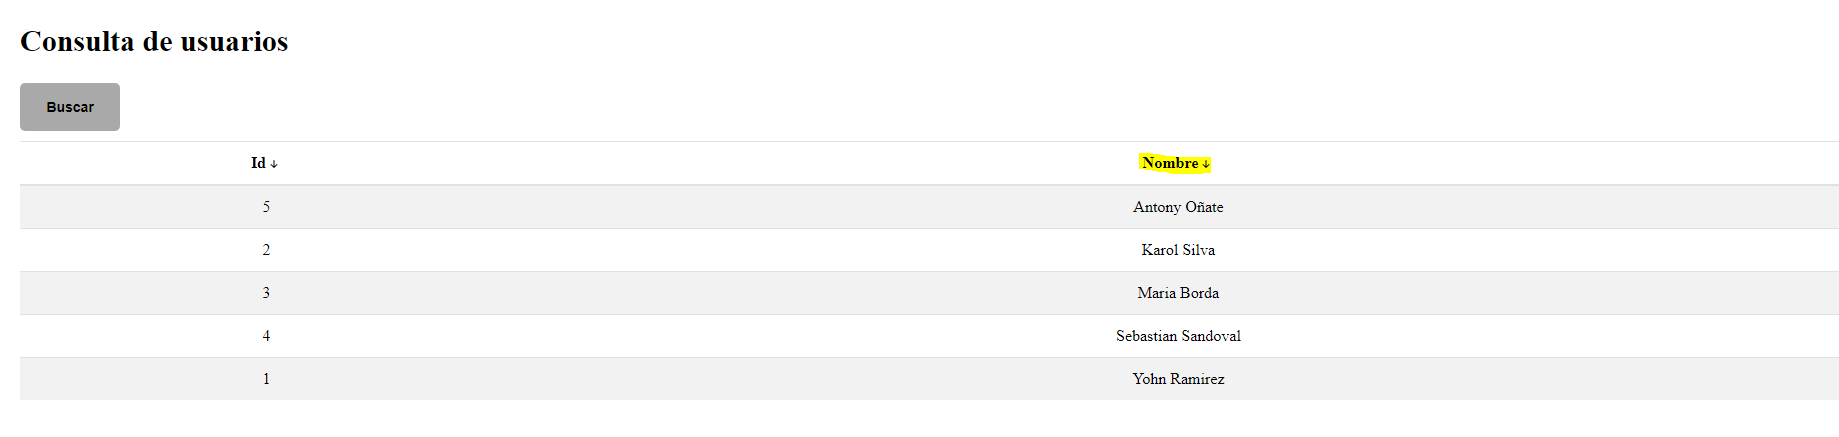 Consulta de usuarios
Buscar
Id ↓ Nombre ↓
5 Antony Oñate
2 Karol Silva
3 Maria Borda
4 Sebastian Sandoval
1 Yohn Ramirez